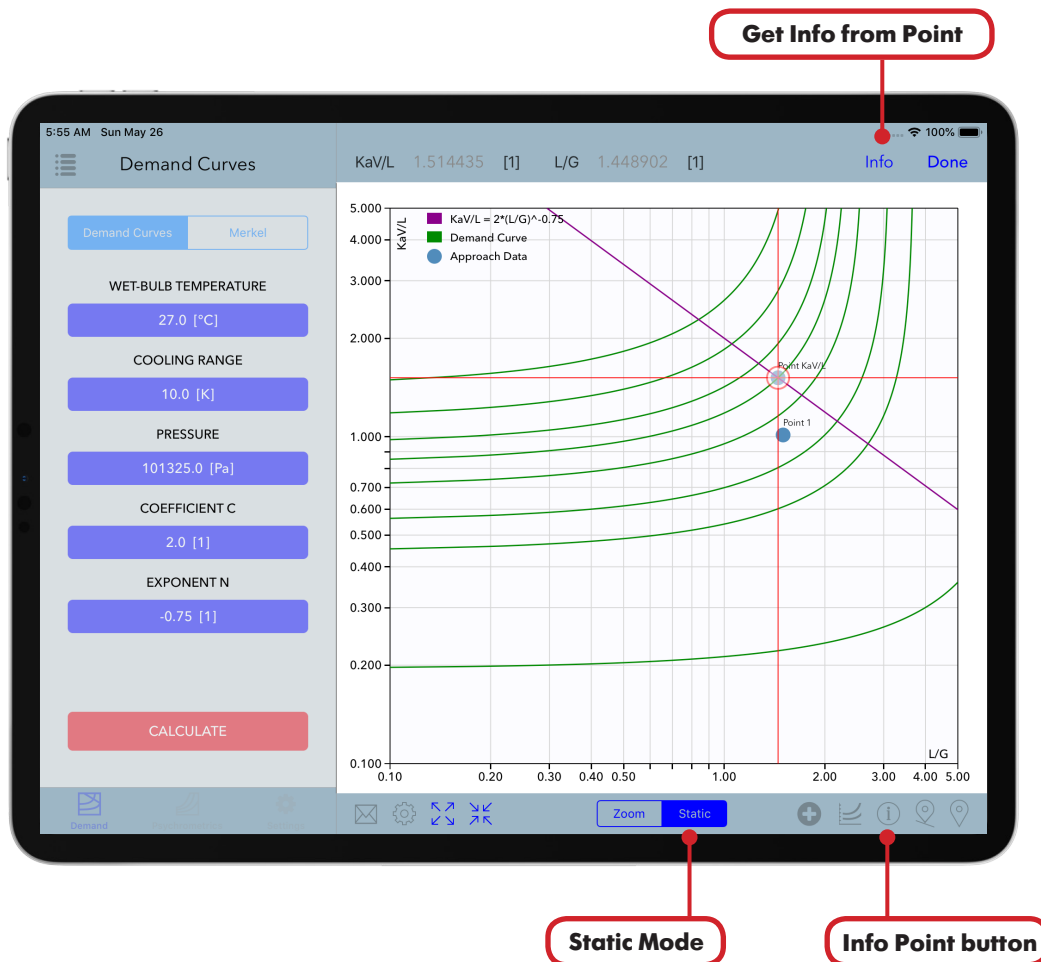 Get Info from Point
5:55 AM Sun May 26
100%
Demand Curves
KaV/L 1.514435 [1] L/G 1.448902 [1]
Info Done
Demand Curves Merkel
WET-BULB TEMPERATURE
27.0 [°C]
COOLING RANGE
10.0 [K]
PRESSURE
101325.0 [Pa]
COEFFICIENT C
2.0 [1]
EXPONENT N
-0.75 [1]
CALCULATE
Demand
KaV/L
KaV/L = 2*(L/G)^-0.75
Demand Curve
Approach Data
5.000
4.000
3.000
2.000
1.000
0.700
0.600
0.500
0.400
0.300
0.200
0.100
Point KaV/L
Point 1
L/G
0.10 0.20 0.30 0.40 0.50 1.00 2.00 3.00 4.00 5.00
Zoom Static
Static Mode
Info Point button